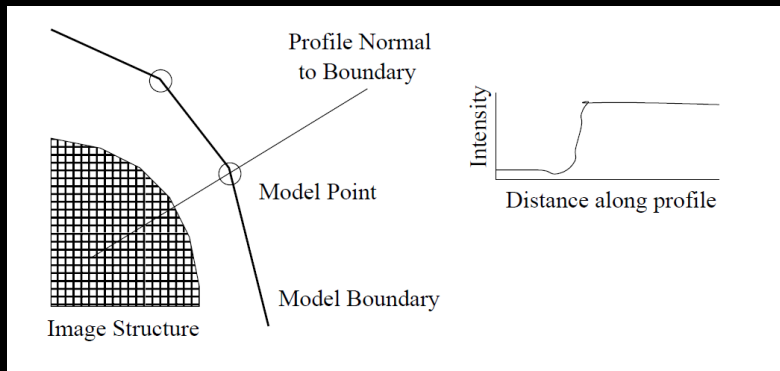 Profile Normal
to Boundary
Intensity
Model Point
Distance along profile
Model Boundary
Image Structure